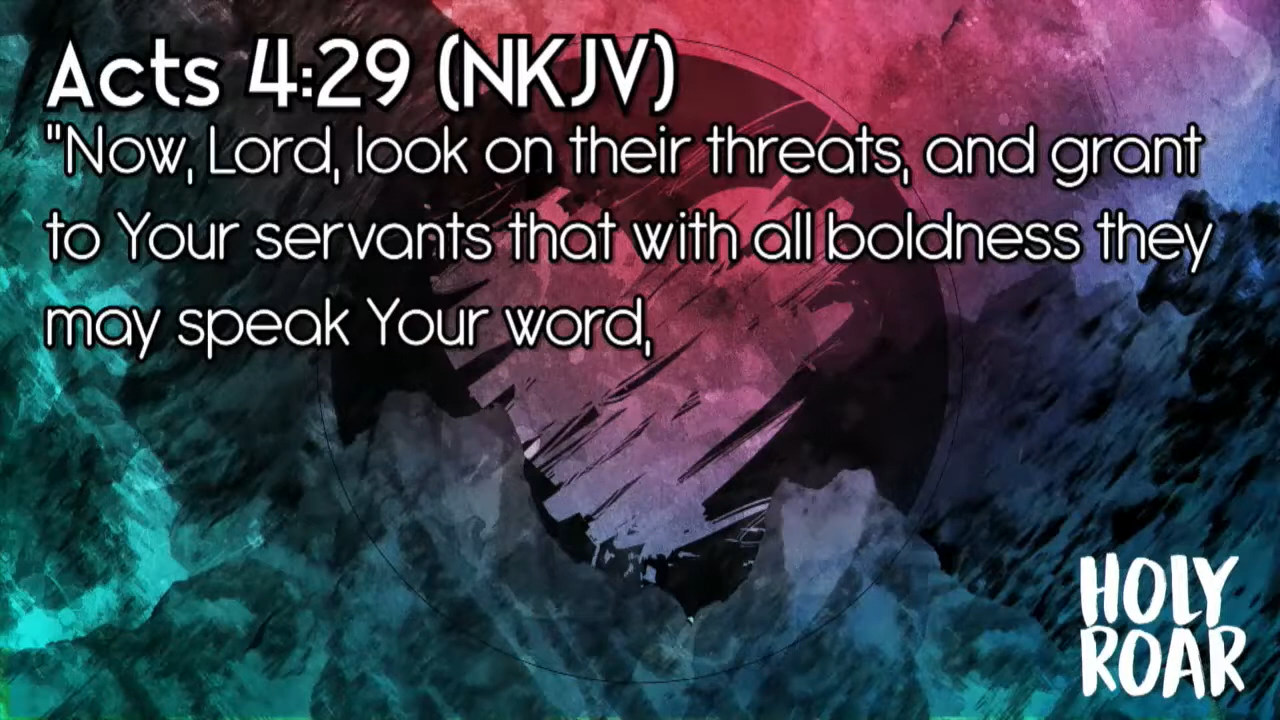 Acts 4:29 (NKJV)
"Now, Lord, look on their threats, and grant
to Your servants that with all boldness they
may speak Your word,
HOLY
ROAR